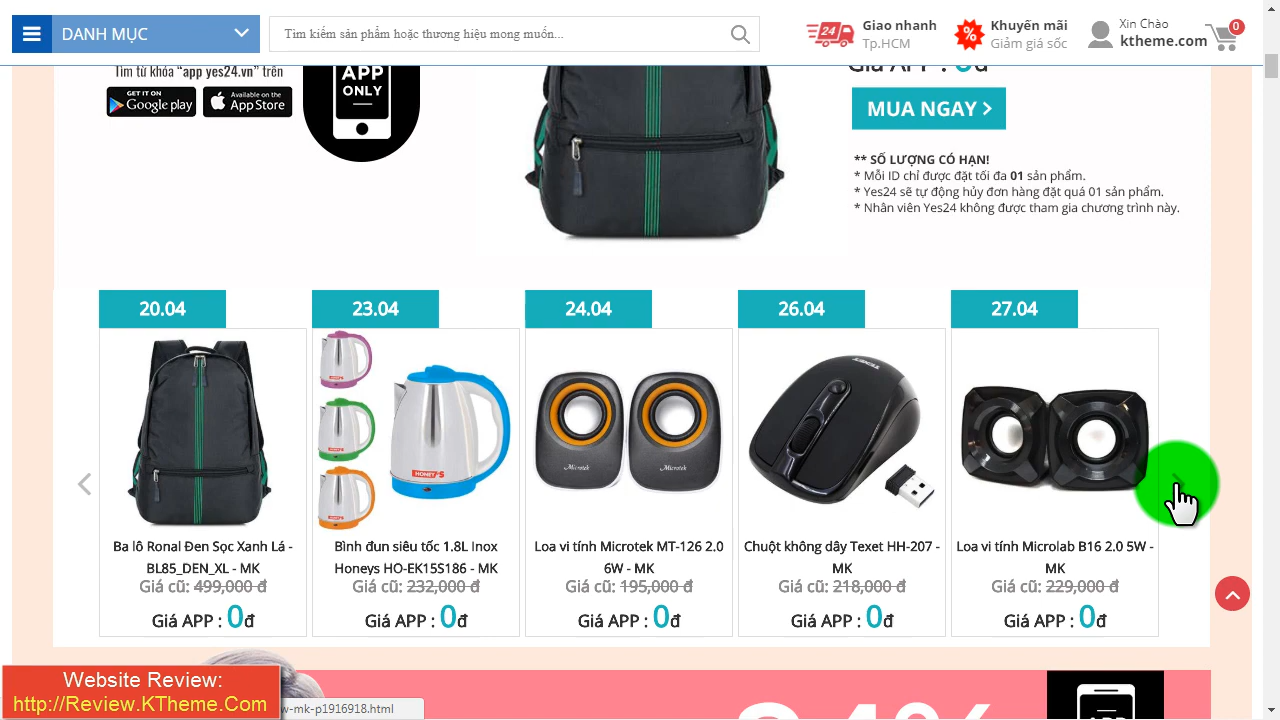 DANH MỤC
Tìm kiếm sản phẩm hoặc thương hiệu mong muốn...
24
Giao nhanh
Tp.HCM
%
Khuyến mãi
Giảm giá sốc
Xin Chào
ktheme.com
0
Tìm từ khóa “app yes24.vn” trên
GET IT ON
Google play
Available on the
App Store
APP
ONLY
Giá APP : 0đ
MUA NGAY >
** SỐ LƯỢNG CÓ HẠN!
* Mỗi ID chỉ được đặt tối đa 01 sản phẩm.
* Yes24 sẽ tự động hủy đơn hàng đặt quá 01 sản phẩm.
* Nhân viên Yes24 không được tham gia chương trình này.
20.04
23.04
24.04
26.04
27.04
HONEY'S
Microtek
Microtek
TEXET
Ba lô Ronal Đen Sọc Xanh Lá -
BL85_DEN_XL - MK
Giá cũ: 499,000 đ
Giá APP : 0đ
Bình đun siêu tốc 1.8L Inox
Honeys HO-EK15S186 - MK
Giá cũ: 232,000 đ
Giá APP : 0đ
Loa vi tính Microtek MT-126 2.0
6W - MK
Giá cũ: 195,000 đ
Giá APP : 0đ
Chuột không dây Texet HH-207 -
MK
Giá cũ: 218,000 đ
Giá APP : 0đ
Loa vi tính Microlab B16 2.0 5W -
MK
Giá cũ: 229,000 đ
Giá APP : 0đ
Website Review:
http://Review.KTheme.Com
w-mk-p1916918.html